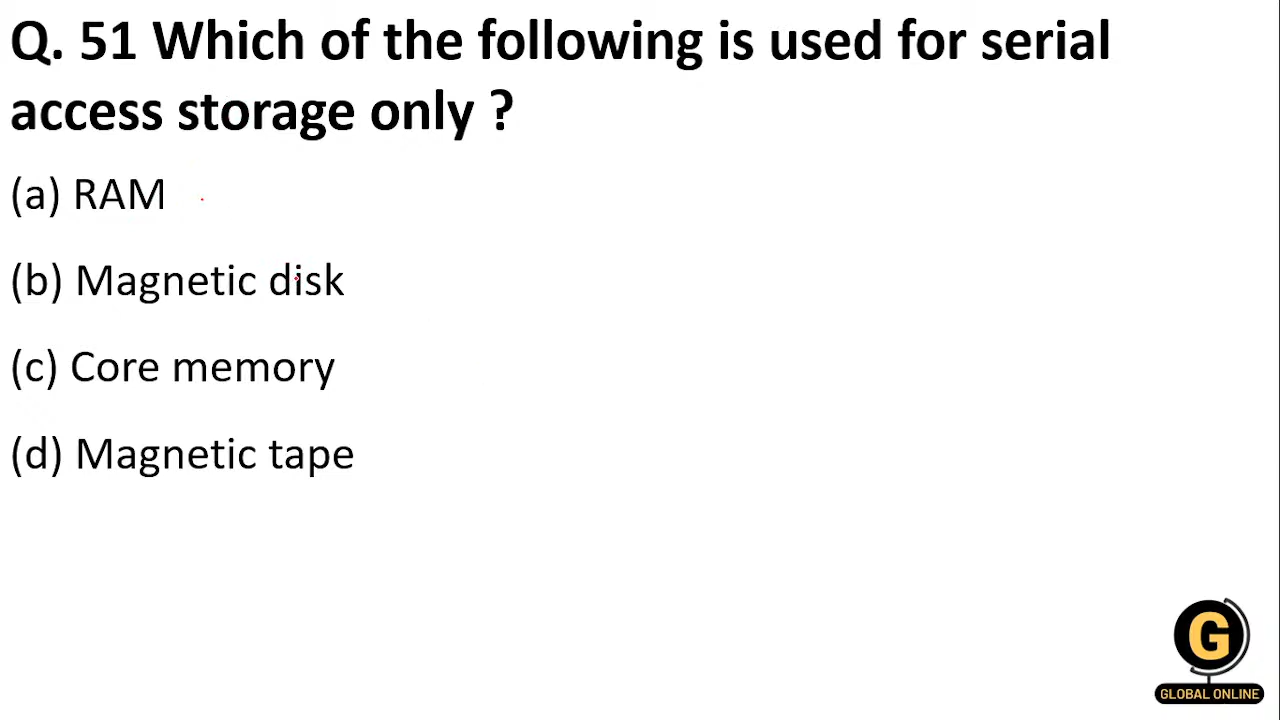 Q. 51 Which of the following is used for serial
access storage only ?
(a) RAM
(b) Magnetic disk
(c) Core memory
(d) Magnetic tape
G
GLOBAL ONLINE